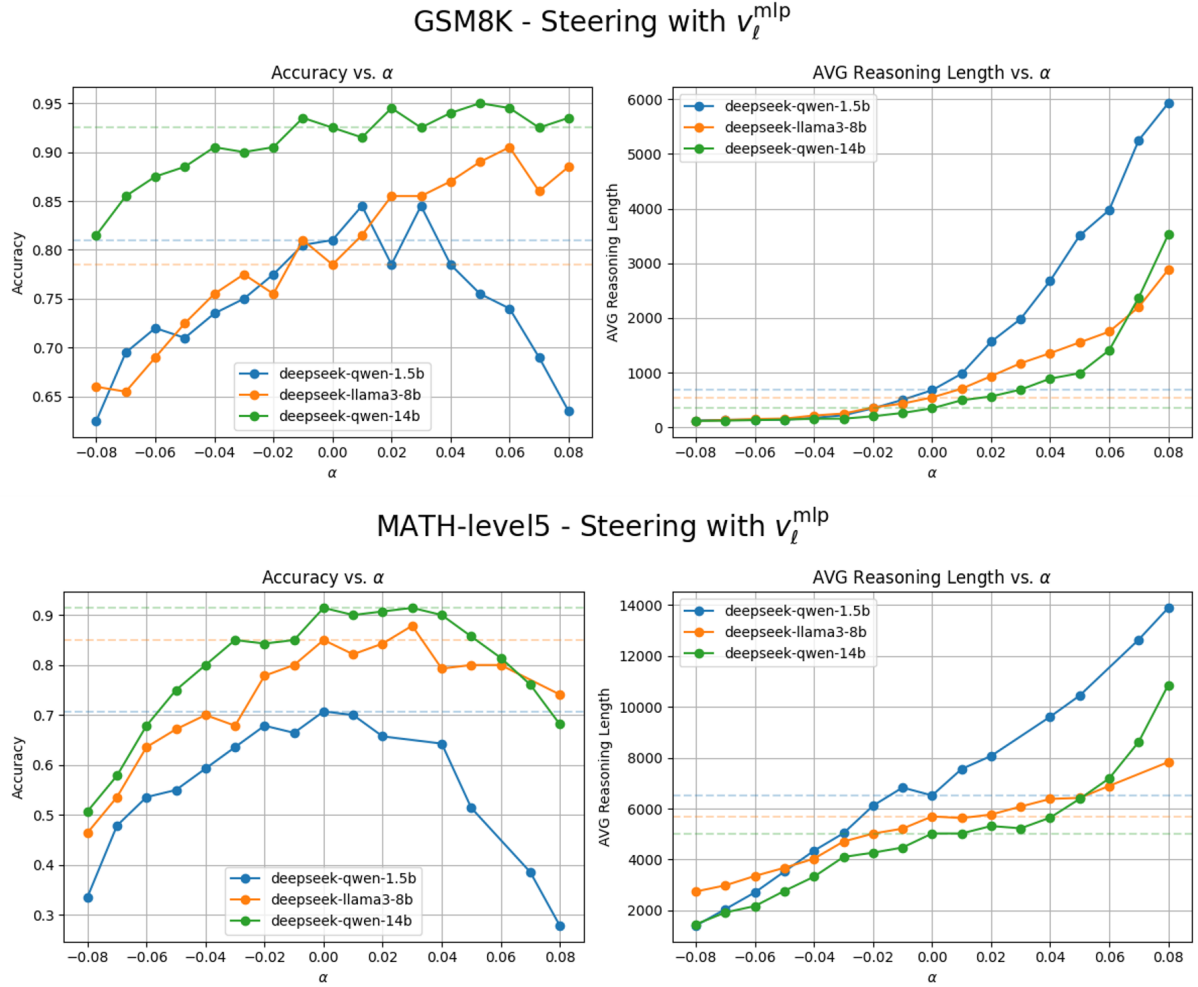 GSM8K - Steering with $v_\ell^{\text{mlp}}$
Accuracy vs. α
0.95
0.90
0.85
0.80
0.75
0.70
0.65
Accuracy
deepseek-qwen-1.5b
deepseek-llama3-8b
deepseek-qwen-14b
−0.08 −0.06 −0.04 −0.02 0.00 0.02 0.04 0.06 0.08
α
AVG Reasoning Length vs. α
deepseek-qwen-1.5b
deepseek-llama3-8b
deepseek-qwen-14b
6000
5000
4000
3000
2000
1000
0
AVG Reasoning Length
−0.08 −0.06 −0.04 −0.02 0.00 0.02 0.04 0.06 0.08
α
MATH-level5 - Steering with $v_\ell^{\text{mlp}}$
Accuracy vs. α
0.9
0.8
0.7
0.6
0.5
0.4
0.3
Accuracy
deepseek-qwen-1.5b
deepseek-llama3-8b
deepseek-qwen-14b
−0.08 −0.06 −0.04 −0.02 0.00 0.02 0.04 0.06 0.08
α
AVG Reasoning Length vs. α
deepseek-qwen-1.5b
deepseek-llama3-8b
deepseek-qwen-14b
14000
12000
10000
8000
6000
4000
2000
AVG Reasoning Length
−0.08 −0.06 −0.04 −0.02 0.00 0.02 0.04 0.06 0.08
α